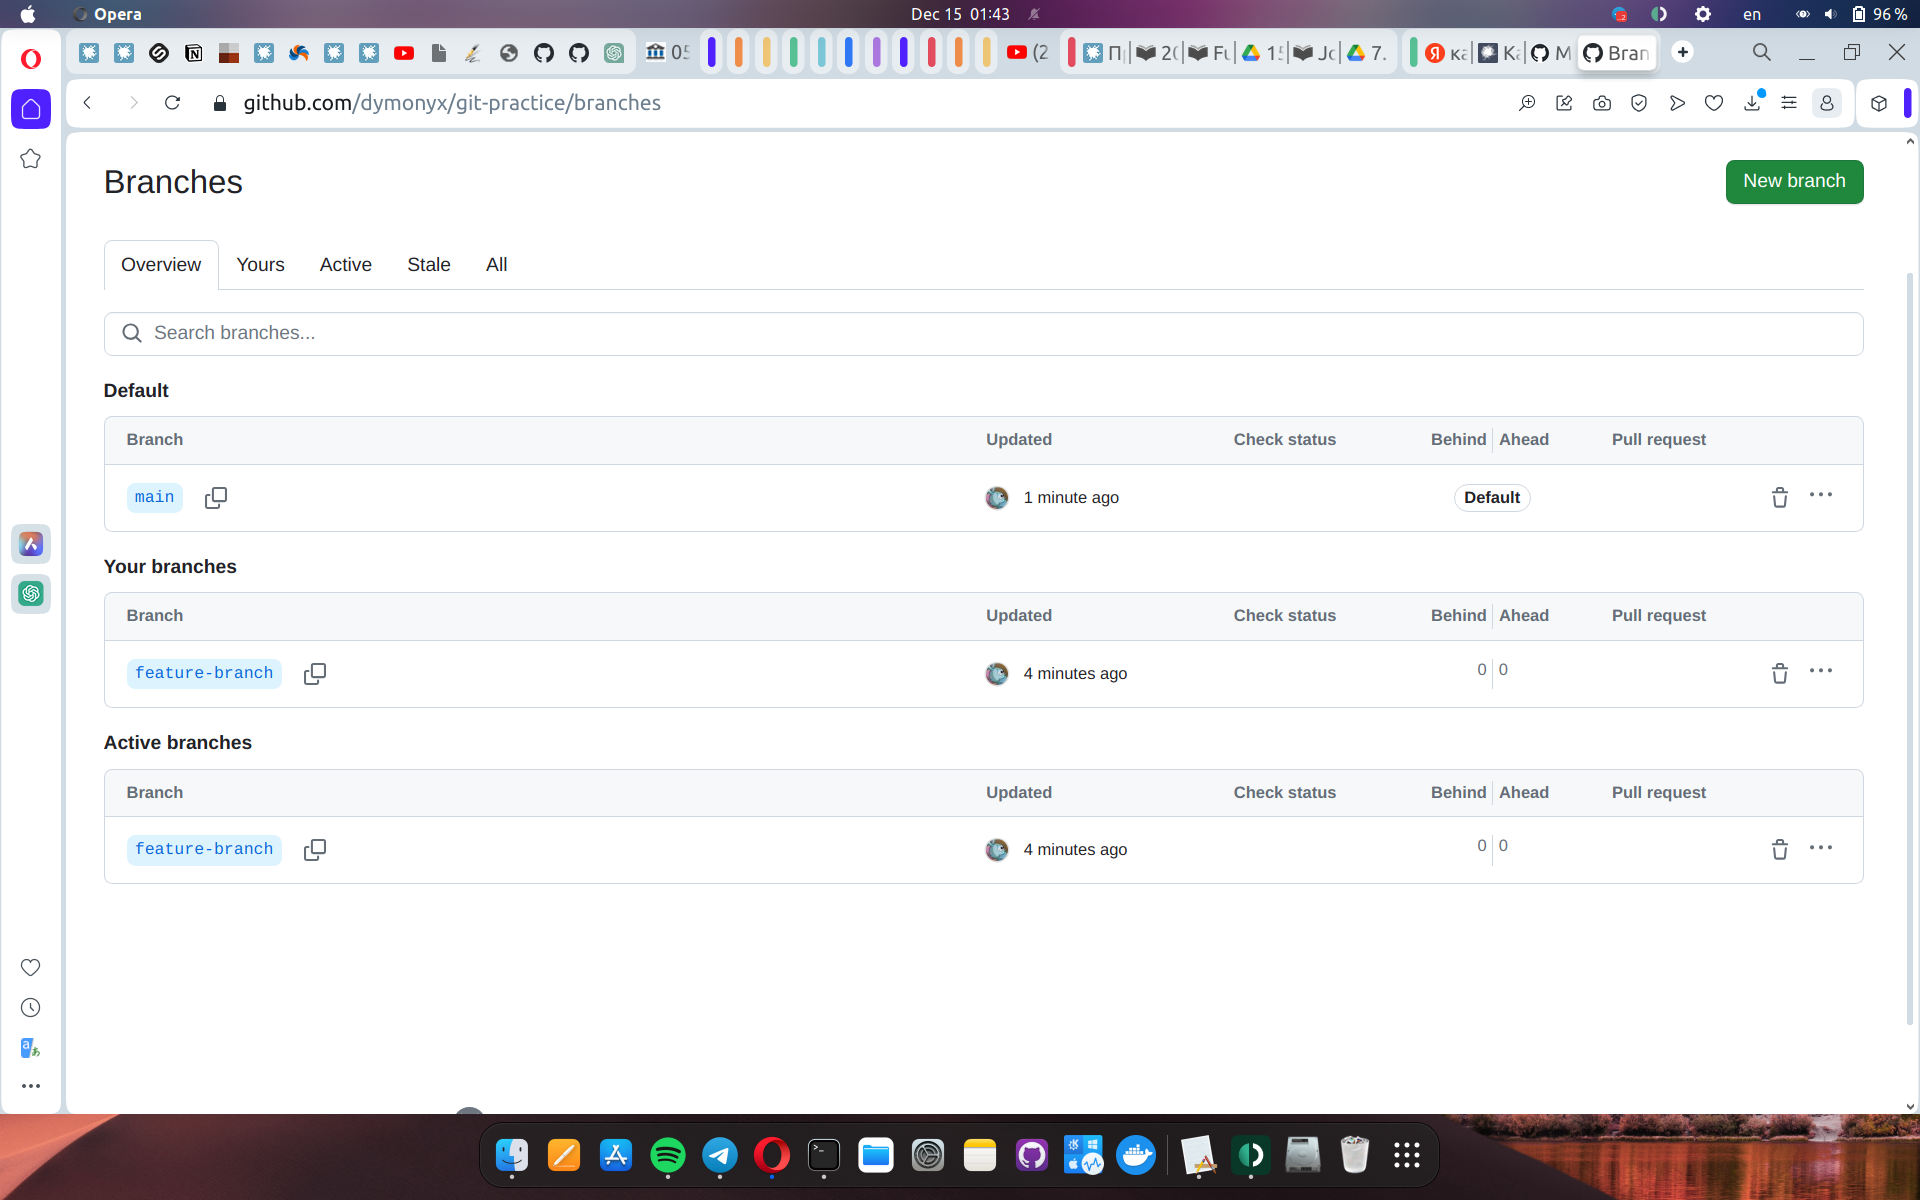 Opera
Dec 15 01:43
en
96 %
05
(2
2(
Fu
1
Jc
7.
Ka
M
Bran
github.com/dymonyx/git-practice/branches
Branches
New branch
Overview
Yours
Active
Stale
All
Search branches...
Default
Branch Updated Check status Behind Ahead Pull request
main 1 minute ago Default
Your branches
Branch Updated Check status Behind Ahead Pull request
feature-branch 4 minutes ago 0 0
Active branches
Branch Updated Check status Behind Ahead Pull request
feature-branch 4 minutes ago 0 0